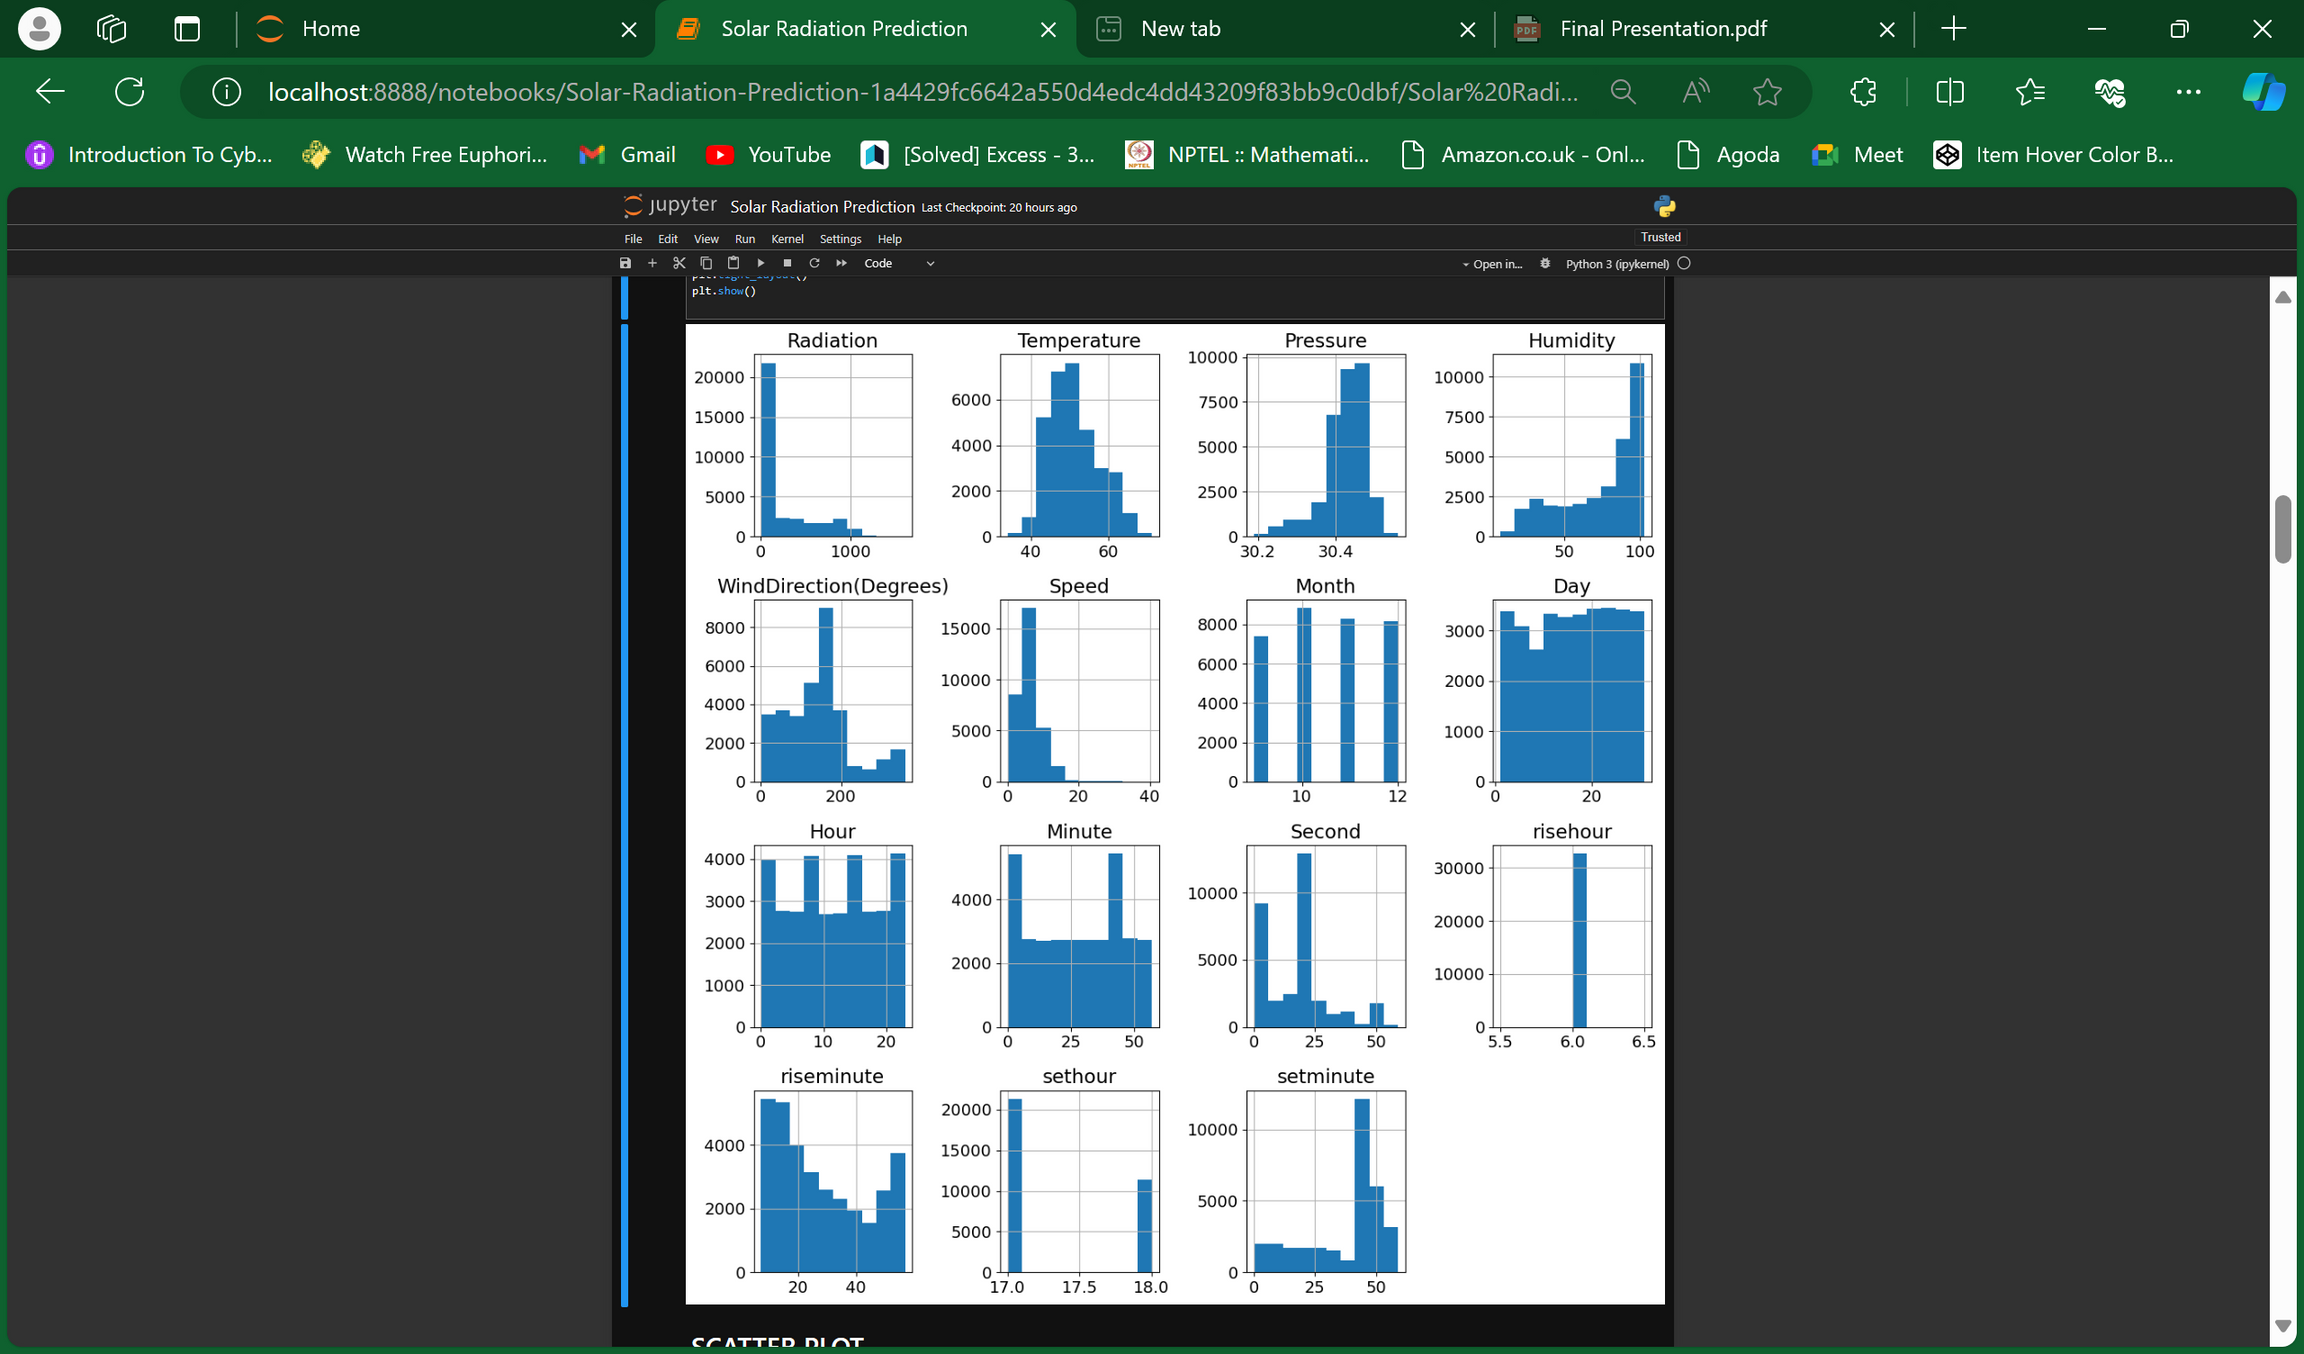 Home
Solar Radiation Prediction
New tab
Final Presentation.pdf
localhost:8888/notebooks/Solar-Radiation-Prediction-1a4429fc6642a550d4edc4dd43209f83bb9c0dbf/Solar%20Radi...
Introduction To Cyb... Watch Free Euphori... Gmail YouTube [Solved] Excess - 3... NPTEL :: Mathemati... Amazon.co.uk - Onl... Agoda Meet Item Hover Color B...
jupyter Solar Radiation Prediction Last Checkpoint: 20 hours ago
File Edit View Run Kernel Settings Help Trusted
Code Open in... Python 3 (ipykernel)
plt.tight_layout()
plt.show()
Radiation
20000
15000
10000
5000
0
0 1000
Temperature
6000
4000
2000
0
40 60
Pressure
10000
7500
5000
2500
0
30.2 30.4
Humidity
10000
7500
5000
2500
0
50 100
WindDirection(Degrees)
8000
6000
4000
2000
0
0 200
Speed
15000
10000
5000
0
0 20 40
Month
8000
6000
4000
2000
0
10 12
Day
3000
2000
1000
0
0 20
Hour
4000
3000
2000
1000
0
0 10 20
Minute
4000
2000
0
0 25 50
Second
10000
5000
0
0 25 50
risehour
30000
20000
10000
0
5.5 6.0 6.5
riseminute
4000
2000
0
20 40
sethour
20000
15000
10000
5000
0
17.0 17.5 18.0
setminute
10000
5000
0
0 25 50
SCATTER PLOT